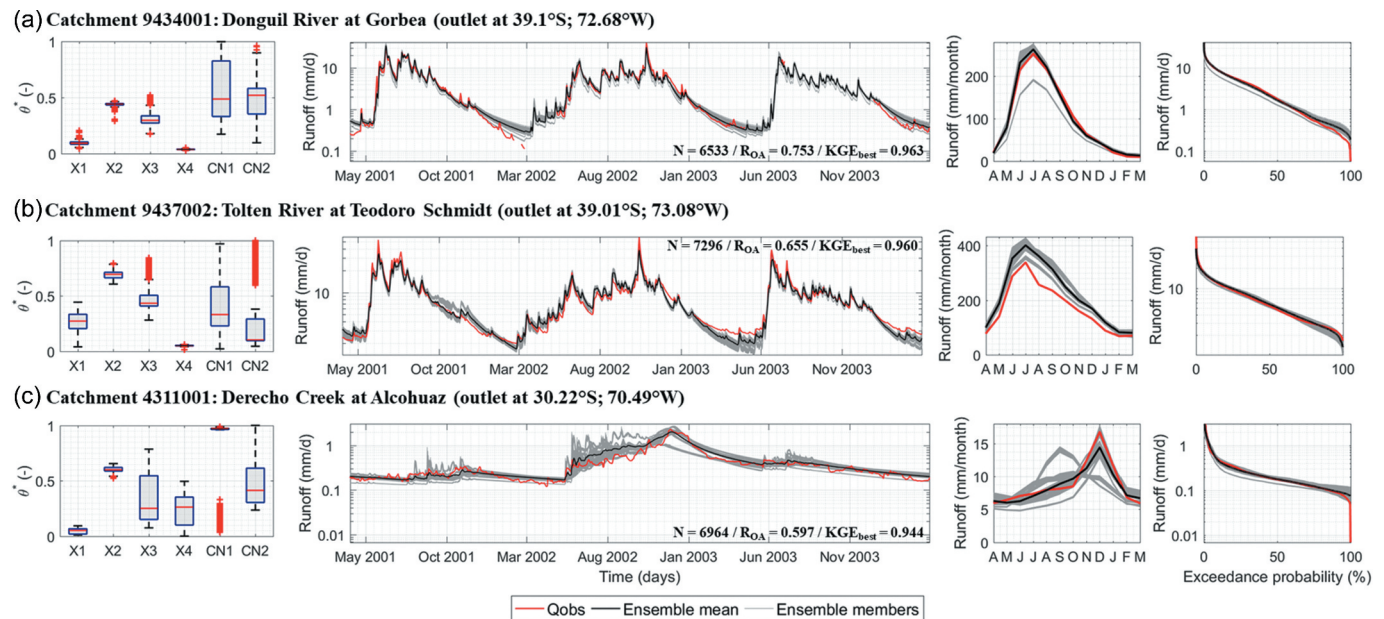 (a) Catchment 9434001: Donguil River at Gorbea (outlet at 39.1°S; 72.68°W)
θ* (-)
1
0.5
0
X1 X2 X3 X4 CN1 CN2
Runoff (mm/d)
10
1
0.1
N = 6533 / ROA = 0.753 / KGEbest = 0.963
May 2001 Oct 2001 Mar 2002 Aug 2002 Jan 2003 Jun 2003 Nov 2003
Runoff (mm/month)
200
100
0
A M J J A S O N D J F M
Runoff (mm/d)
10
1
0.1
0 50 100
(b) Catchment 9437002: Tolten River at Teodoro Schmidt (outlet at 39.01°S; 73.08°W)
θ* (-)
1
0.5
0
X1 X2 X3 X4 CN1 CN2
Runoff (mm/d)
10
N = 7296 / ROA = 0.655 / KGEbest = 0.960
May 2001 Oct 2001 Mar 2002 Aug 2002 Jan 2003 Jun 2003 Nov 2003
Runoff (mm/month)
400
200
0
A M J J A S O N D J F M
Runoff (mm/d)
10
0 50 100
(c) Catchment 4311001: Derecho Creek at Alcohuaz (outlet at 30.22°S; 70.49°W)
θ* (-)
1
0.5
0
X1 X2 X3 X4 CN1 CN2
Runoff (mm/d)
1
0.1
0.01
N = 6964 / ROA = 0.597 / KGEbest = 0.944
May 2001 Oct 2001 Mar 2002 Aug 2002 Jan 2003 Jun 2003 Nov 2003
Time (days)
Runoff (mm/month)
15
10
5
0
A M J J A S O N D J F M
Runoff (mm/d)
1
0.1
0.01
0 50 100
Exceedance probability (%)
Qobs Ensemble mean Ensemble members